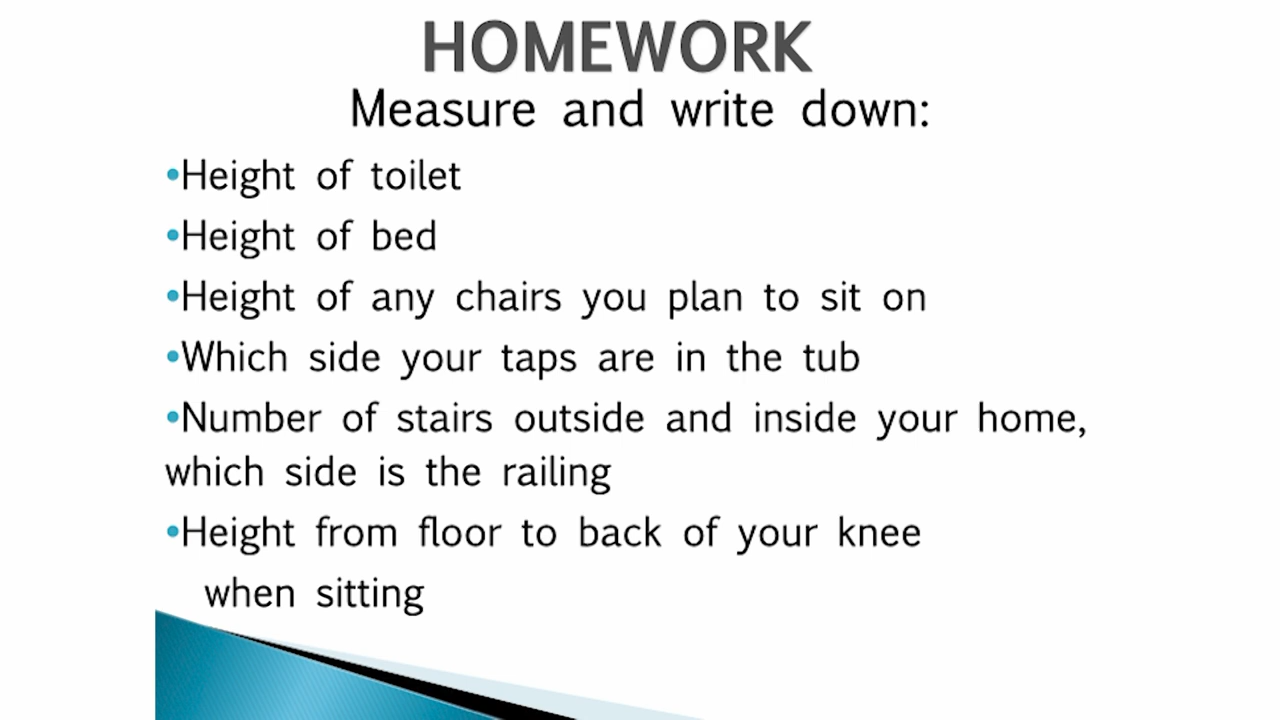 HOMEWORK
Measure and write down:
•Height of toilet
•Height of bed
•Height of any chairs you plan to sit on
•Which side your taps are in the tub
•Number of stairs outside and inside your home,
which side is the railing
•Height from floor to back of your knee
when sitting